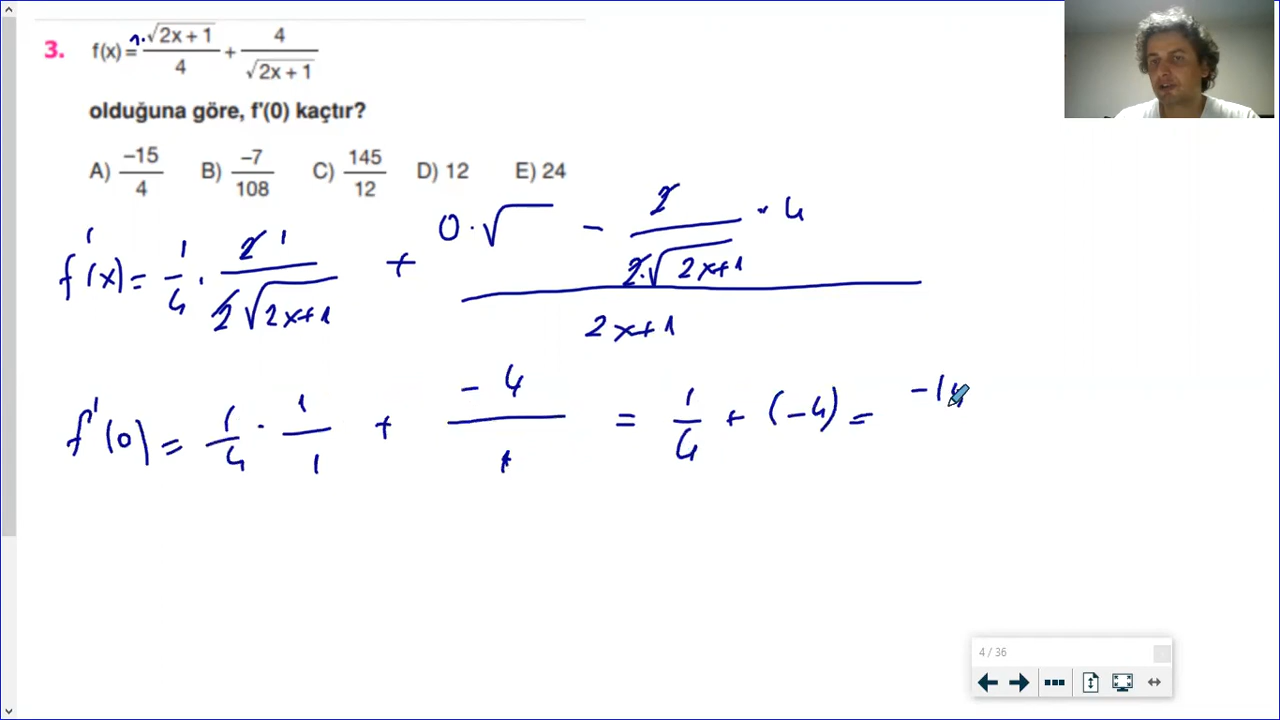 3. f(x) = 1·√(2x+1)/4 + 4/√(2x+1)
olduğuna göre, f'(0) kaçtır?
A) –15/4 B) –7/108 C) 145/12 D) 12 E) 24
f'(x) = 1/4 · 2 1/(2√(2x+1)) + (0·√ − 2/(2·√(2x+1)) · 4)/(2x+1)
f'(0) = 1/4 · 1/1 + −4/1 = 1/4 + (−4) =
4 / 36